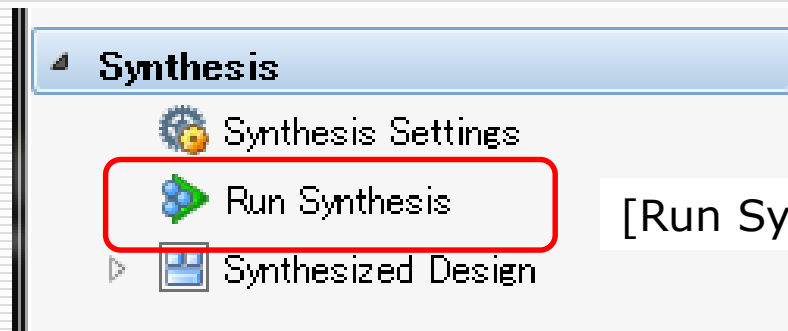 Synthesis
Synthesis Settings
Run Synthesis
[Run Sy
Synthesized Design